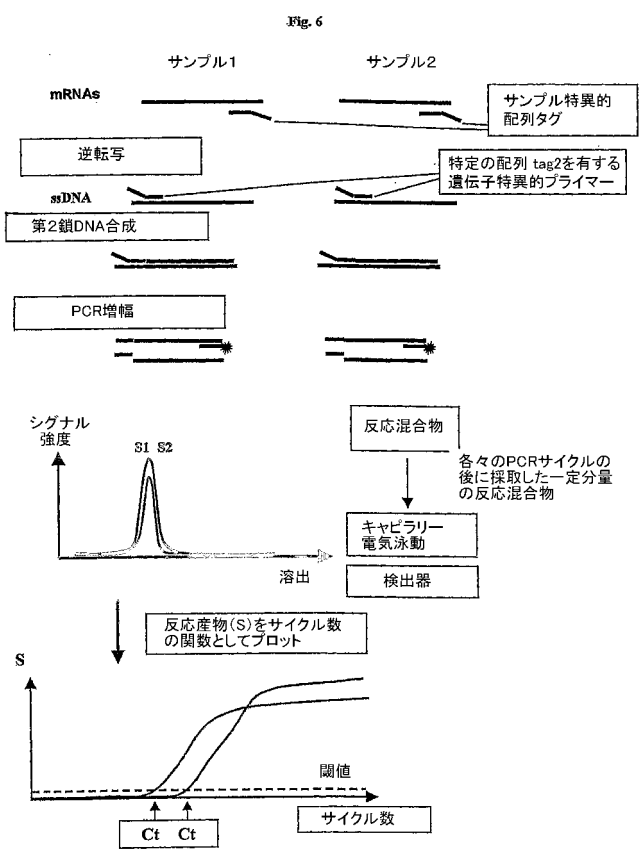 Fig. 6
サンプル1
サンプル2
mRNAs
サンプル特異的
配列タグ
逆転写
特定の配列 tag2を有する
遺伝子特異的プライマー
ssDNA
第2鎖DNA合成
PCR増幅
シグナル
強度
S1 S2
溶出
反応混合物
各々のPCRサイクルの
後に採取した一定分量
の反応混合物
キャピラリー
電気泳動
検出器
反応産物(S)をサイクル数
の関数としてプロット
S
閾値
サイクル数
Ct Ct